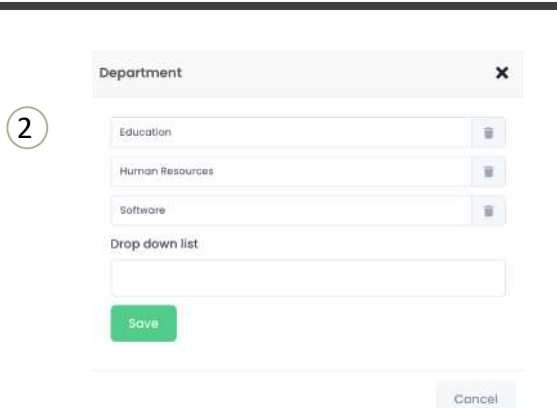 Department
2
Education
Human Resources
Software
Drop down list
Save
Cancel